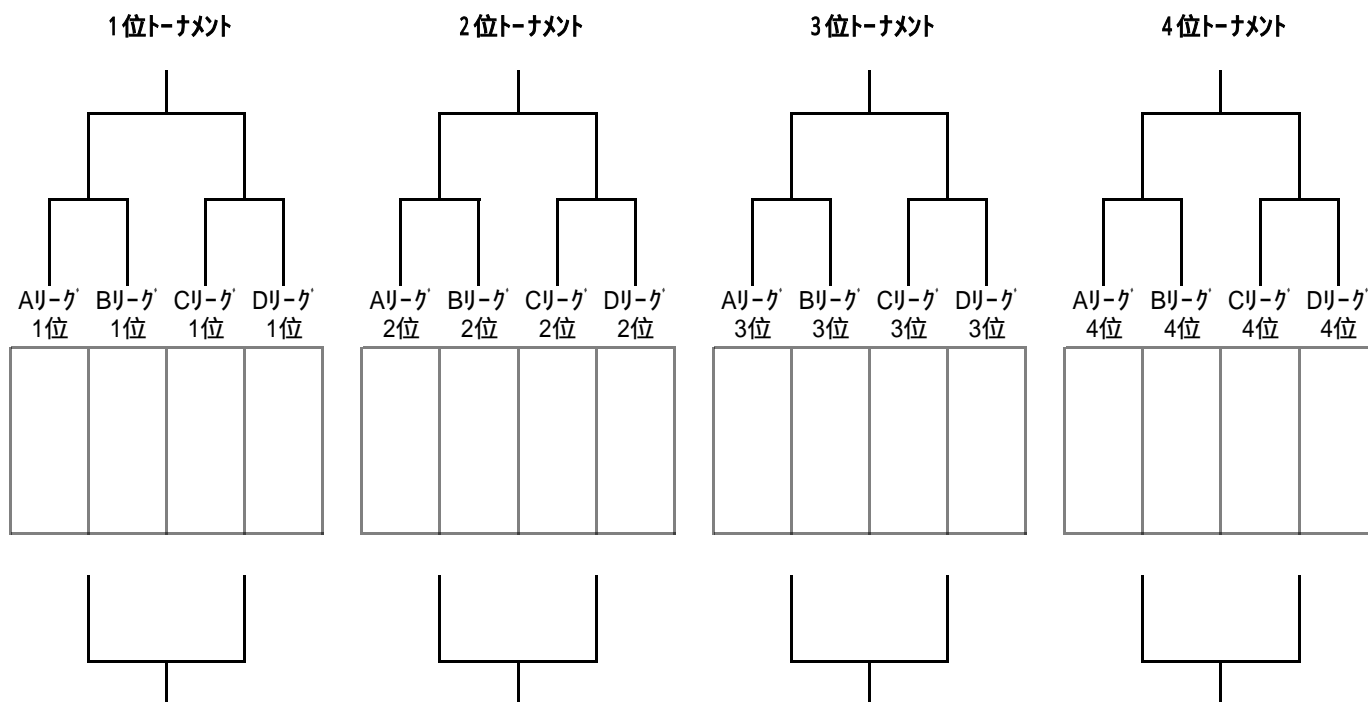 1位トーナメント 2位トーナメント 3位トーナメント 4位トーナメント
Aﾘｰｸﾞ Bﾘｰｸﾞ Cﾘｰｸﾞ Dﾘｰｸﾞ Aﾘｰｸﾞ Bﾘｰｸﾞ Cﾘｰｸﾞ Dﾘｰｸﾞ Aﾘｰｸﾞ Bﾘｰｸﾞ Cﾘｰｸﾞ Dﾘｰｸﾞ Aﾘｰｸﾞ Bﾘｰｸﾞ Cﾘｰｸﾞ Dﾘｰｸﾞ
1位 1位 1位 1位 2位 2位 2位 2位 3位 3位 3位 3位 4位 4位 4位 4位